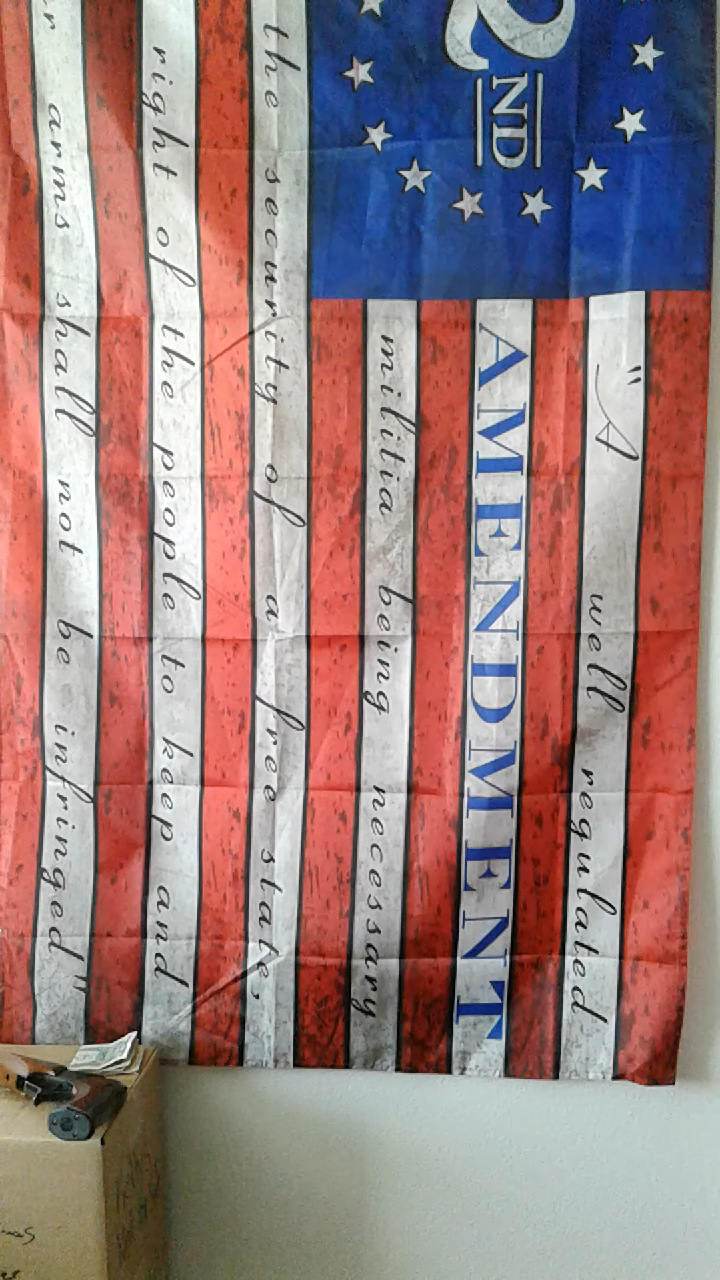 2ND
"A well regulated
AMENDMENT
militia being necessary
the security of a free state,
right of the people to keep and
r arms shall not be infringed"